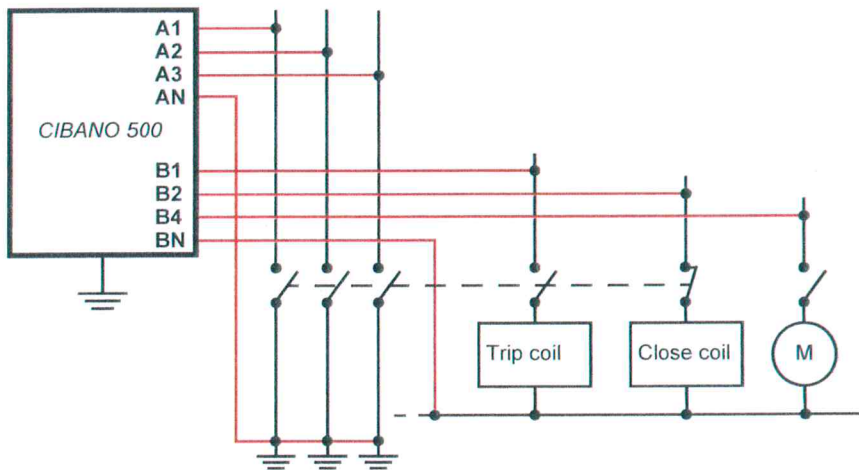 A1
A2
A3
AN
CIBANO 500
B1
B2
B4
BN
Trip coil
Close coil
M